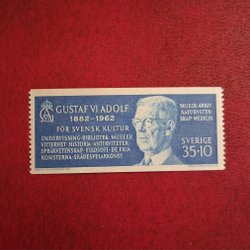 GUSTAF VI ADOLF
1882-1962
FÖR SVENSK KULTUR
UNDERVISNING·BIBLIOTEK·MUSEER
VITTERHET·HISTORIA·ANTIKVITETER
SPRÅKVETENSKAP·FILOSOFI·DE FRIA
KONSTERNA·SKÅDESPELARKONST
MUSIK·ARKIV
NATURVETEN-
SKAP·MEDICIN
SVERIGE
35+10